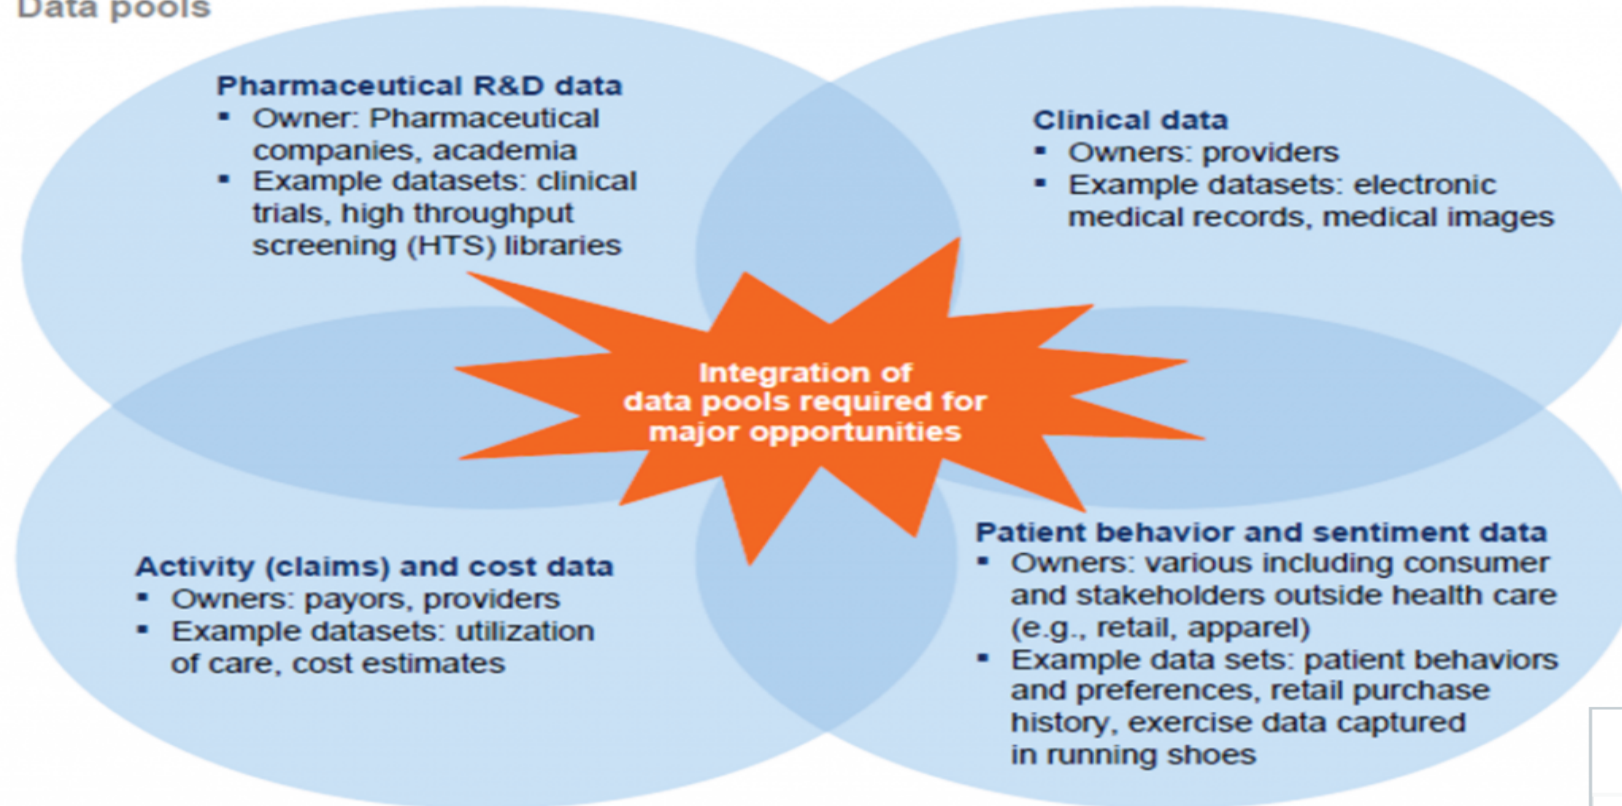 Data pools
Pharmaceutical R&D data
▪ Owner: Pharmaceutical
companies, academia
▪ Example datasets: clinical
trials, high throughput
screening (HTS) libraries
Clinical data
▪ Owners: providers
▪ Example datasets: electronic
medical records, medical images
Integration of
data pools required for
major opportunities
Activity (claims) and cost data
▪ Owners: payors, providers
▪ Example datasets: utilization
of care, cost estimates
Patient behavior and sentiment data
▪ Owners: various including consumer
and stakeholders outside health care
(e.g., retail, apparel)
▪ Example data sets: patient behaviors
and preferences, retail purchase
history, exercise data captured
in running shoes